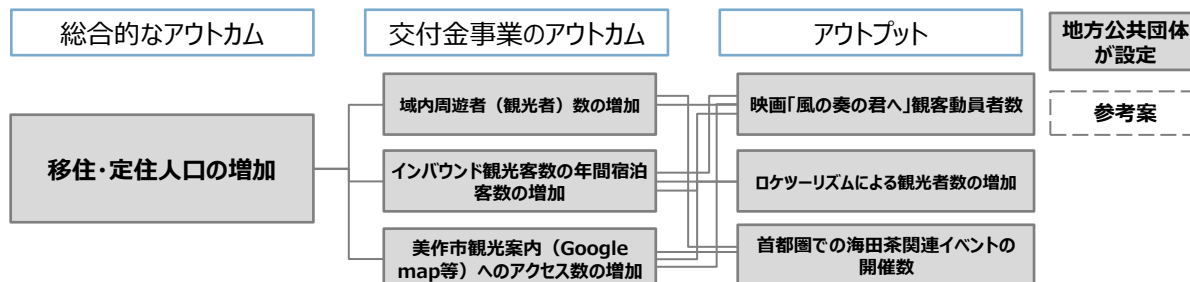 総合的なアウトカム
交付金事業のアウトカム
アウトプット
地方公共団体
が設定
域内周遊者（観光者）数の増加
映画「風の奏の君へ」観客動員者数
参考案
移住・定住人口の増加
インバウンド観光客数の年間宿泊
客数の増加
ロケツーリズムによる観光者数の増加
美作市観光案内（Google
map等）へのアクセス数の増加
首都圏での海田茶関連イベントの
開催数